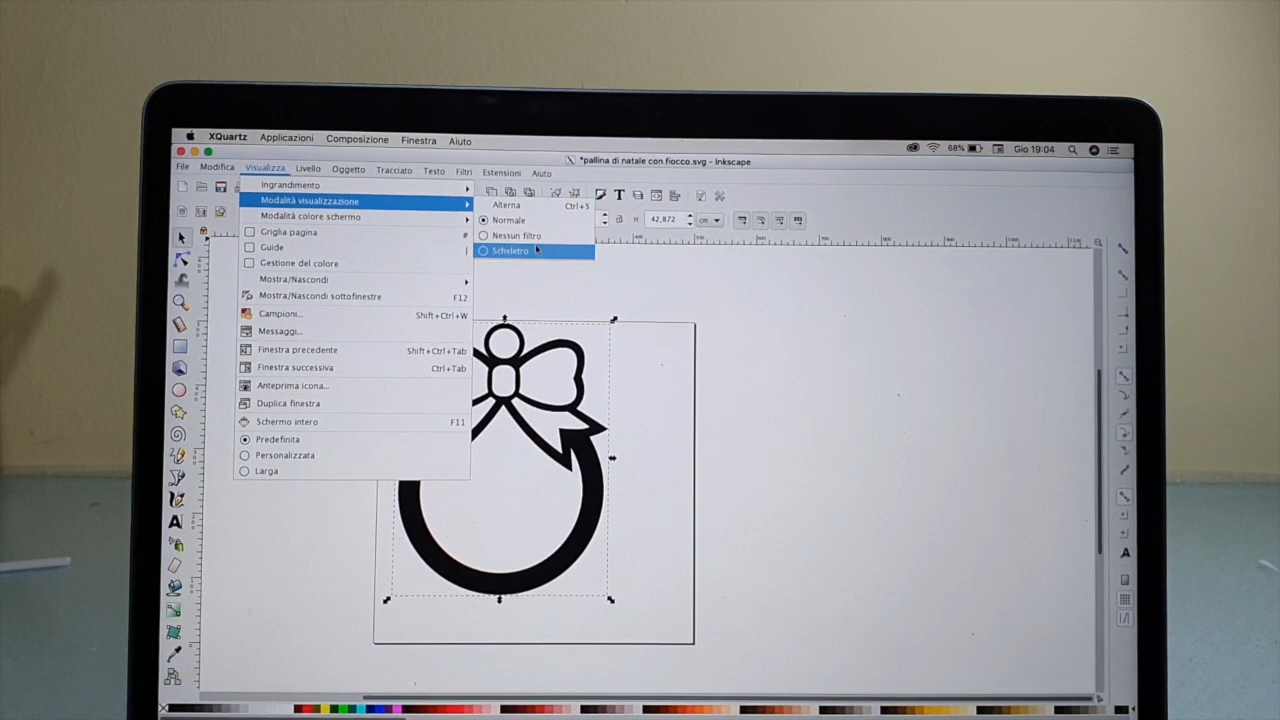 XQuartz Applicazioni Composizione Finestra Aiuto 68% Gio 19:04
*pallina di natale con fiocco.svg - Inkscape
File Modifica Visualizza Livello Oggetto Tracciato Testo Filtri Estensioni Aiuto
Ingrandimento
Modalità visualizzazione
Modalità colore schermo
Griglia pagina #
Guide |
Gestione del colore
Mostra/Nascondi
Mostra/Nascondi sottofinestre F12
Campioni... Shift+Ctrl+W
Messaggi...
Finestra precedente Shift+Ctrl+Tab
Finestra successiva Ctrl+Tab
Anteprima icona...
Duplica finestra
Schermo intero F11
Predefinita
Personalizzata
Larga
Alterna Ctrl+5
Normale
Nessun filtro
Scheletro
H: 42,872 cm